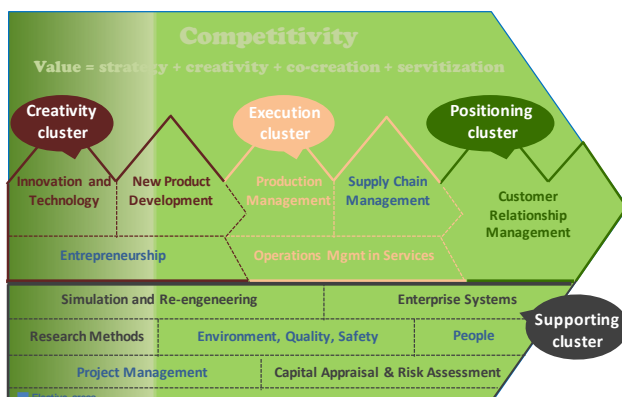 Competitivity
Value = strategy + creativity + co-creation + servitization
Creativity
cluster
Execution
cluster
Positioning
cluster
Innovation and
Technology
New Product
Development
Production
Management
Supply Chain
Management
Customer
Relationship
Management
Entrepreneurship
Operations Mgmt in Services
Simulation and Re-engeneering
Enterprise Systems
Supporting
cluster
Research Methods
Environment, Quality, Safety
People
Project Management
Capital Appraisal & Risk Assessment